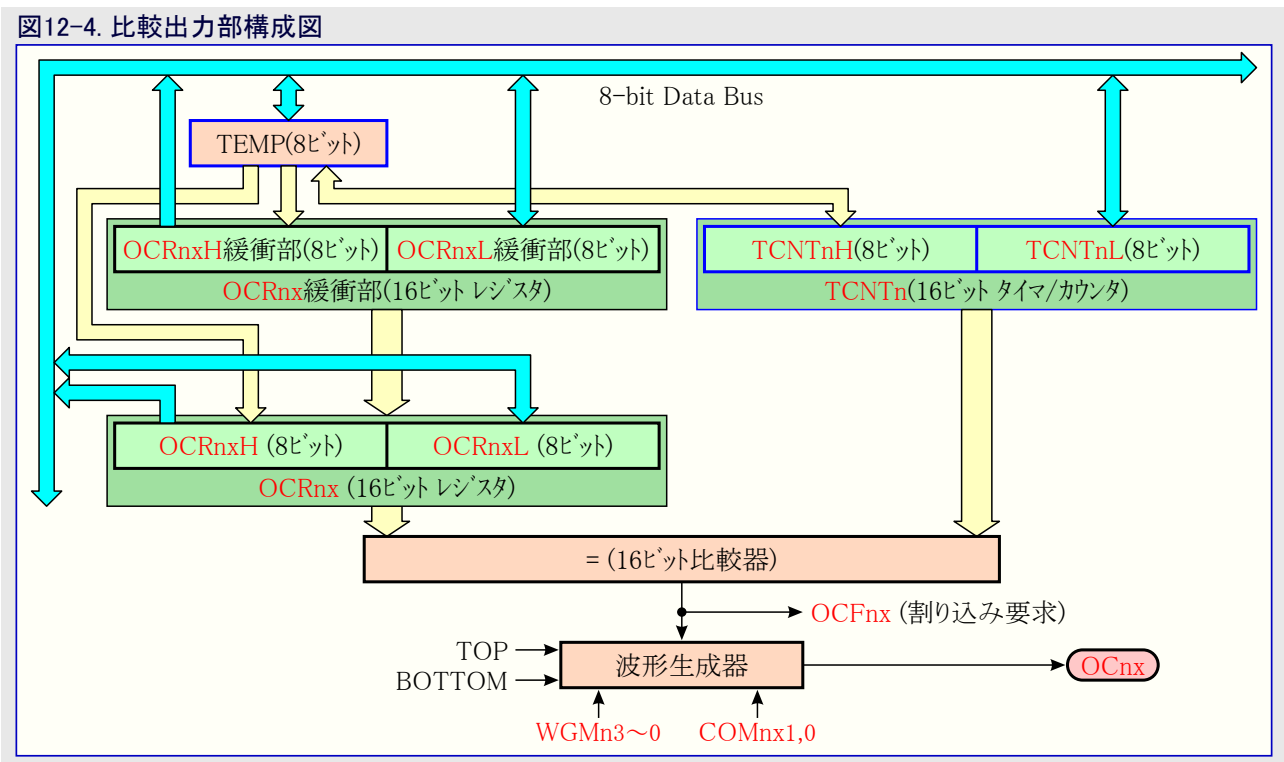 図12-4. 比較出力部構成図
8-bit Data Bus
TEMP(8ﾋﾞｯﾄ)
OCRnxH緩衝部(8ﾋﾞｯﾄ)
OCRnxL緩衝部(8ﾋﾞｯﾄ)
OCRnx緩衝部(16ﾋﾞｯﾄ ﾚｼﾞｽﾀ)
TCNTnH(8ﾋﾞｯﾄ)
TCNTnL(8ﾋﾞｯﾄ)
TCNTn(16ﾋﾞｯﾄ ﾀｲﾏ/ｶｳﾝﾀ)
OCRnxH (8ﾋﾞｯﾄ)
OCRnxL (8ﾋﾞｯﾄ)
OCRnx (16ﾋﾞｯﾄ ﾚｼﾞｽﾀ)
= (16ﾋﾞｯﾄ比較器)
OCFnx (割り込み要求)
TOP
BOTTOM
波形生成器
OCnx
WGMn3～0
COMnx1,0